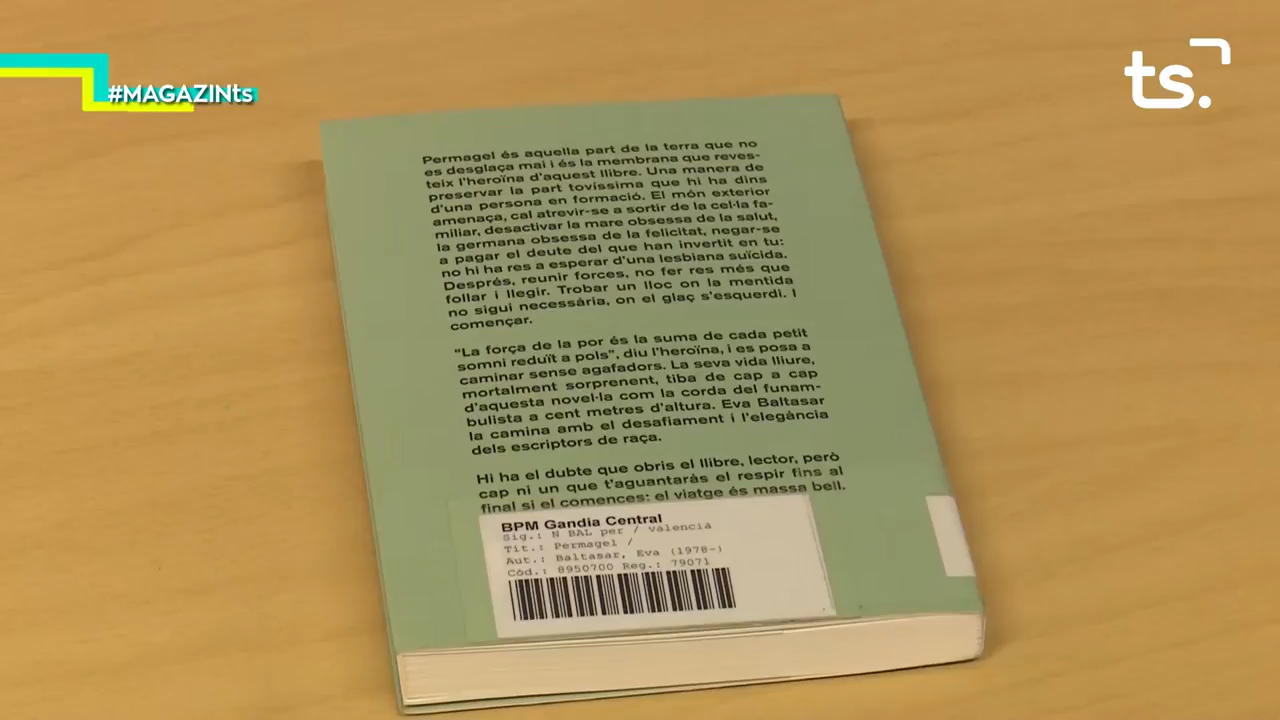 #MAGAZINts
ts.
Permagel és aquella part de la terra que no
es desglaça mai i és la membrana que reves-
teix l'heroïna d'aquest llibre. Una manera de
preservar la part tovíssima que hi ha dins
d'una persona en formació. El món exterior
amenaça, cal atrevir-se a sortir de la cel·la fa-
miliar, desactivar la mare obsessa de la salut,
la germana obsessa de la felicitat, negar-se
a pagar el deute del que han invertit en tu:
no hi ha res a esperar d'una lesbiana suïcida.
Després, reunir forces, no fer res més que
follar i llegir. Trobar un lloc on la mentida
no sigui necessària, on el glaç s'esquerdi. I
començar.
"La força de la por és la suma de cada petit
somni reduït a pols", diu l'heroïna, i es posa a
caminar sense agafadors. La seva vida lliure,
mortalment sorprenent, tiba de cap a cap
d'aquesta novel·la com la corda del funam-
bulista a cent metres d'altura. Eva Baltasar
la camina amb el desafiament i l'elegància
dels escriptors de raça.
Hi ha el dubte que obris el llibre, lector, però
cap ni un que t'aguantaràs el respir fins al
final si el comences: el viatge és massa bell.
BPM Gandia Central
Sig.: N BAL per / valencià
Tit.: Permagel /
Aut.: Baltasar, Eva (1978-)
Còd.: 8950700 Reg.: 79071